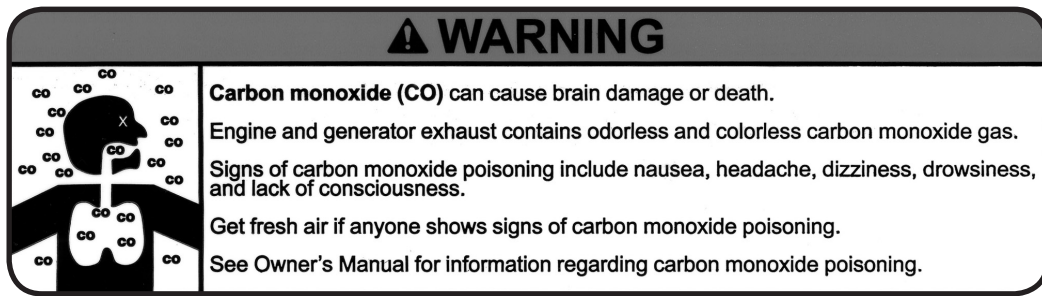 WARNING
CO
CO CO CO
CO CO
CO CO
CO CO
CO CO
CO CO CO
CO CO
CO CO
CO CO
Carbon monoxide (CO) can cause brain damage or death.
Engine and generator exhaust contains odorless and colorless carbon monoxide gas.
Signs of carbon monoxide poisoning include nausea, headache, dizziness, drowsiness,
and lack of consciousness.
Get fresh air if anyone shows signs of carbon monoxide poisoning.
See Owner's Manual for information regarding carbon monoxide poisoning.